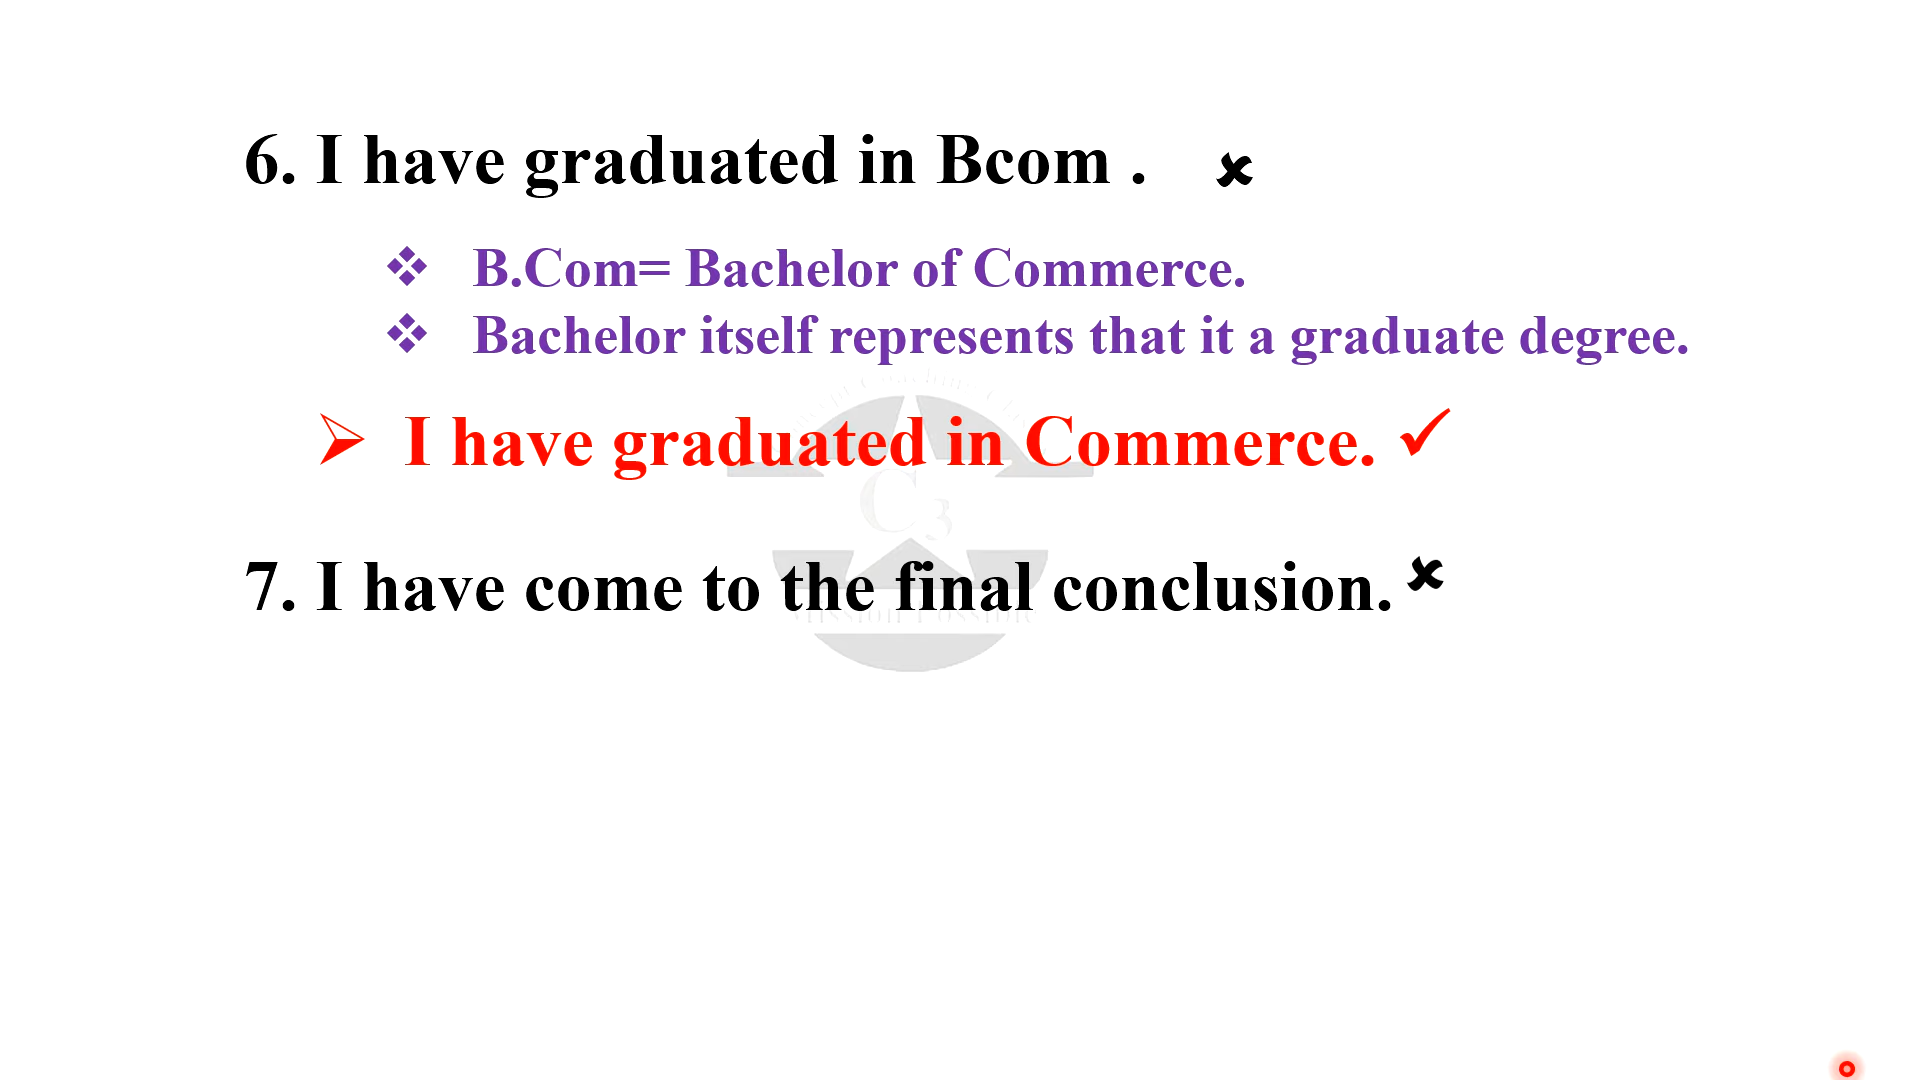 6. I have graduated in Bcom . ✘
❖ B.Com= Bachelor of Commerce.
❖ Bachelor itself represents that it a graduate degree.
➢ I have graduated in Commerce. ✓
C3
7. I have come to the final conclusion. ✘